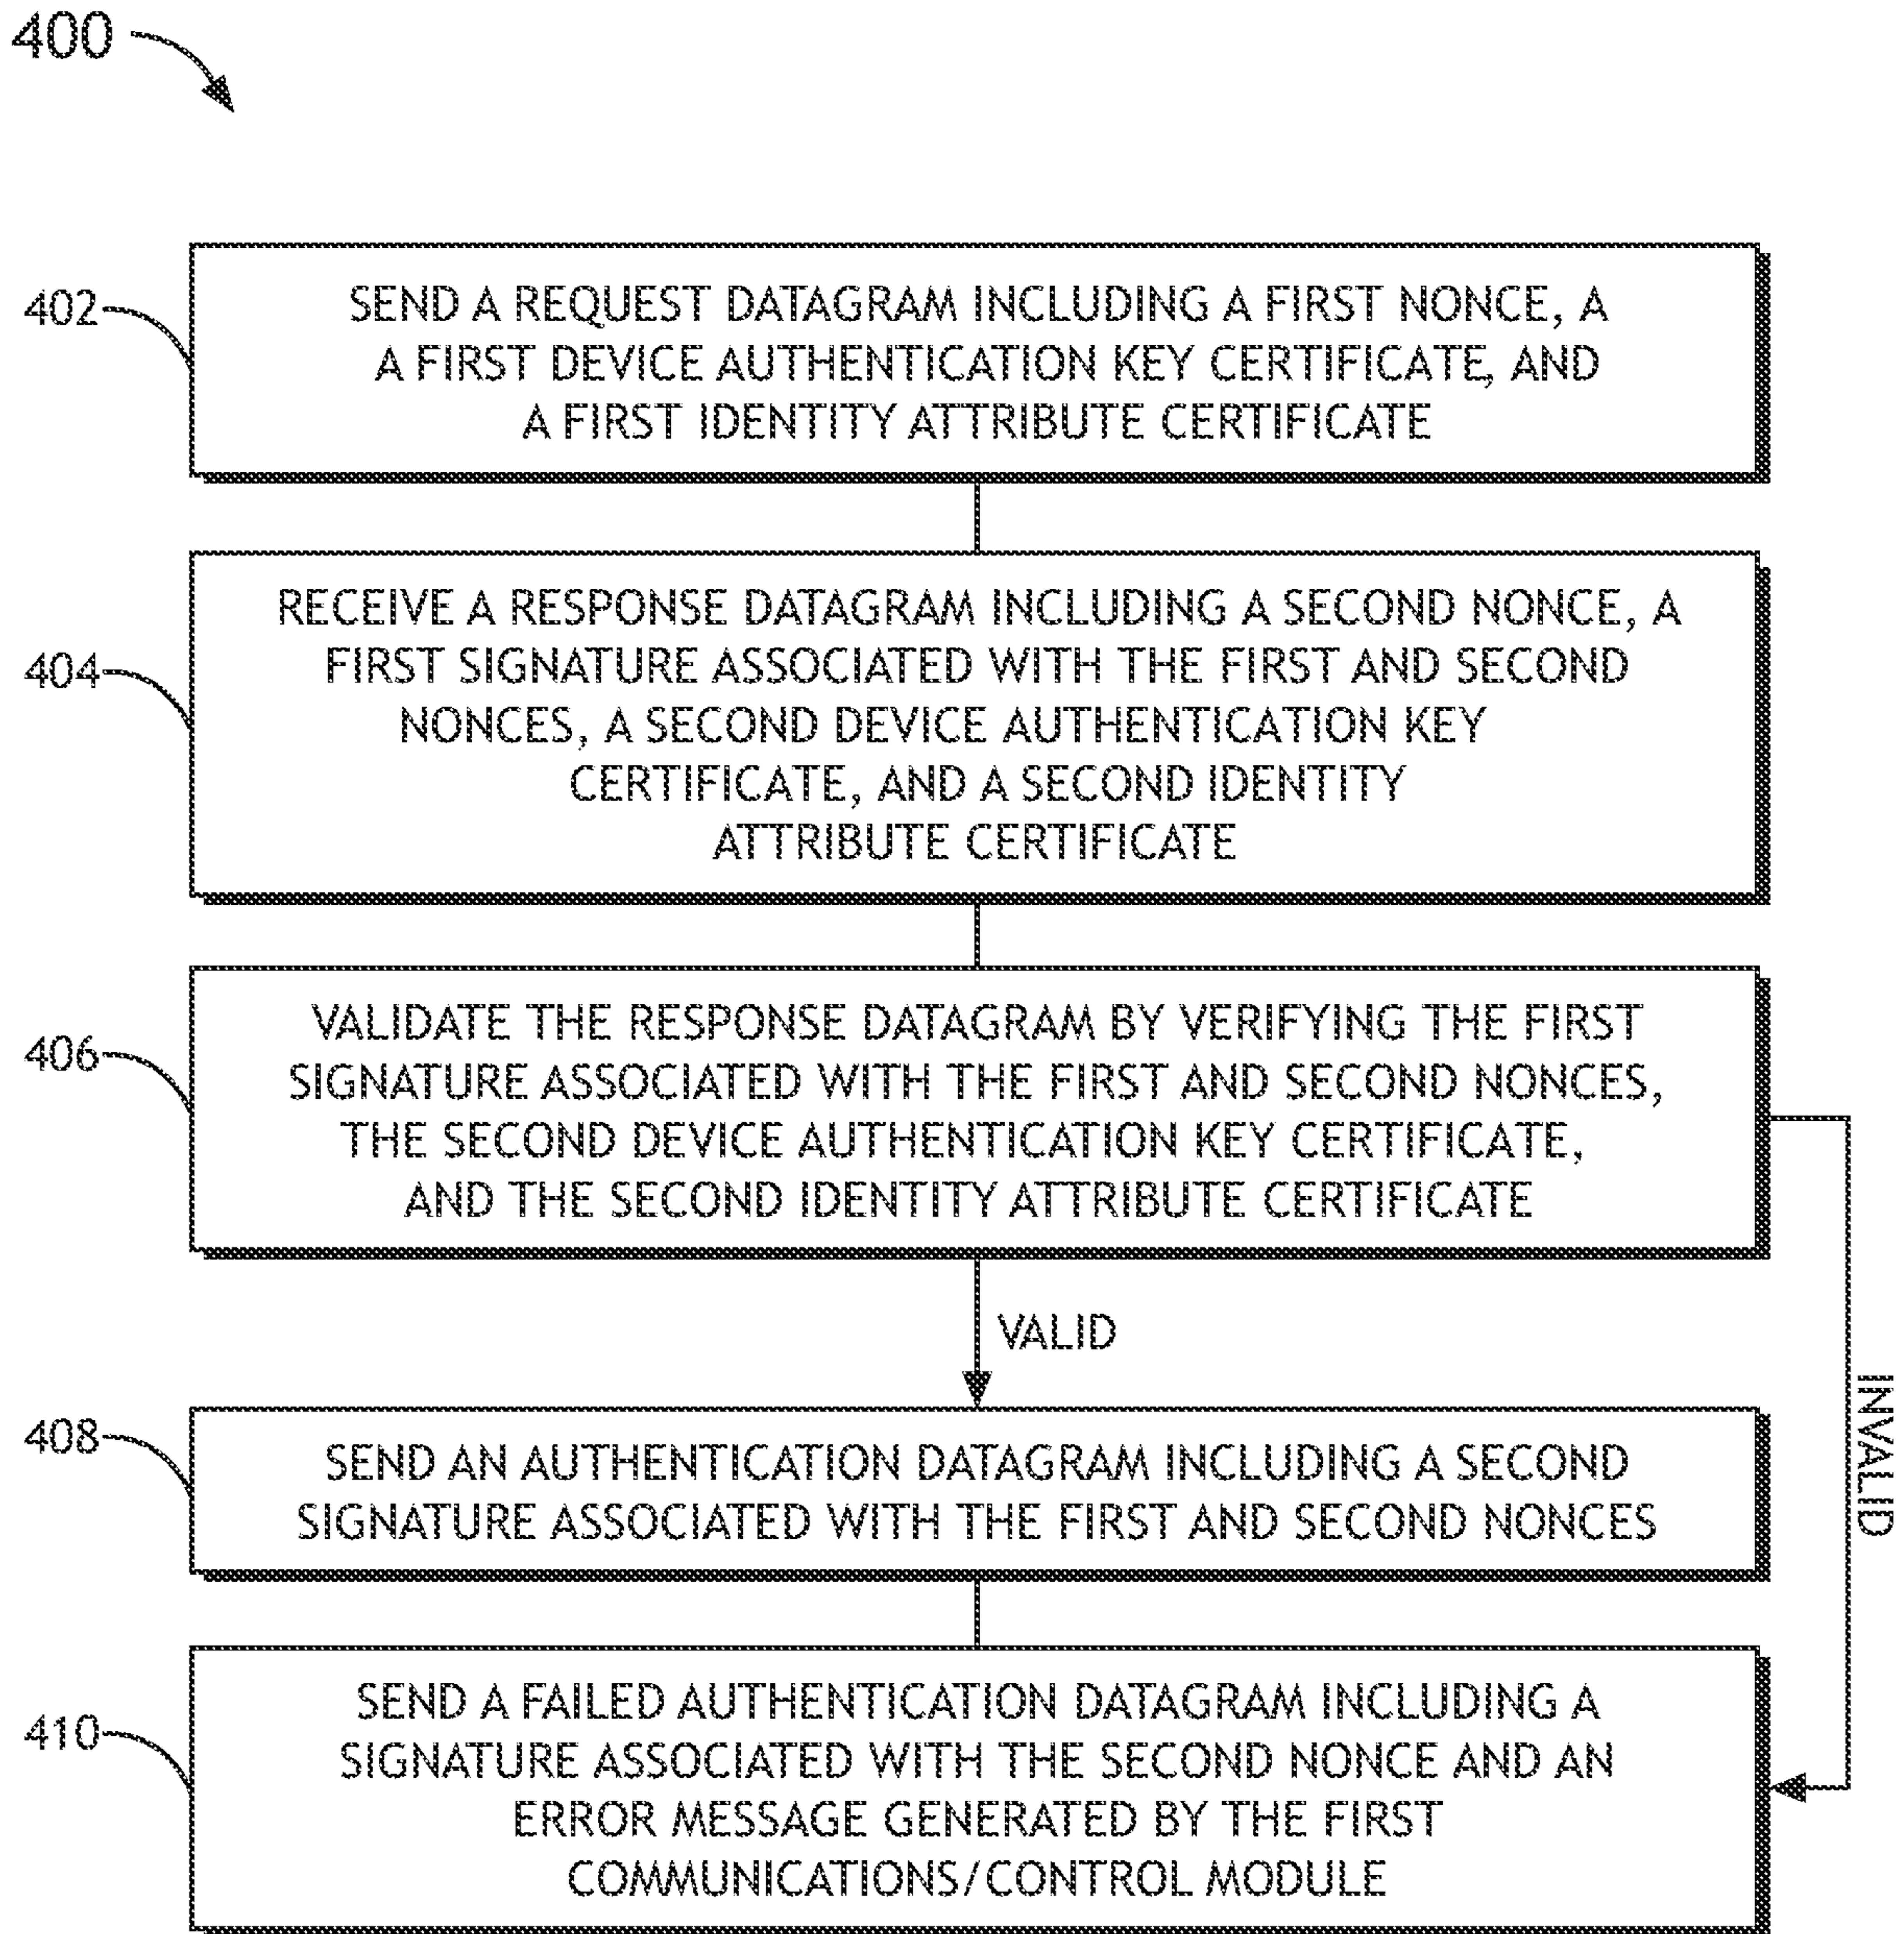 400
402
SEND A REQUEST DATAGRAM INCLUDING A FIRST NONCE, A
A FIRST DEVICE AUTHENTICATION KEY CERTIFICATE, AND
A FIRST IDENTITY ATTRIBUTE CERTIFICATE
404
RECEIVE A RESPONSE DATAGRAM INCLUDING A SECOND NONCE, A
FIRST SIGNATURE ASSOCIATED WITH THE FIRST AND SECOND
NONCES, A SECOND DEVICE AUTHENTICATION KEY
CERTIFICATE, AND A SECOND IDENTITY
ATTRIBUTE CERTIFICATE
406
VALIDATE THE RESPONSE DATAGRAM BY VERIFYING THE FIRST
SIGNATURE ASSOCIATED WITH THE FIRST AND SECOND NONCES,
THE SECOND DEVICE AUTHENTICATION KEY CERTIFICATE,
AND THE SECOND IDENTITY ATTRIBUTE CERTIFICATE
VALID
INVALID
408
SEND AN AUTHENTICATION DATAGRAM INCLUDING A SECOND
SIGNATURE ASSOCIATED WITH THE FIRST AND SECOND NONCES
410
SEND A FAILED AUTHENTICATION DATAGRAM INCLUDING A
SIGNATURE ASSOCIATED WITH THE SECOND NONCE AND AN
ERROR MESSAGE GENERATED BY THE FIRST
COMMUNICATIONS/CONTROL MODULE